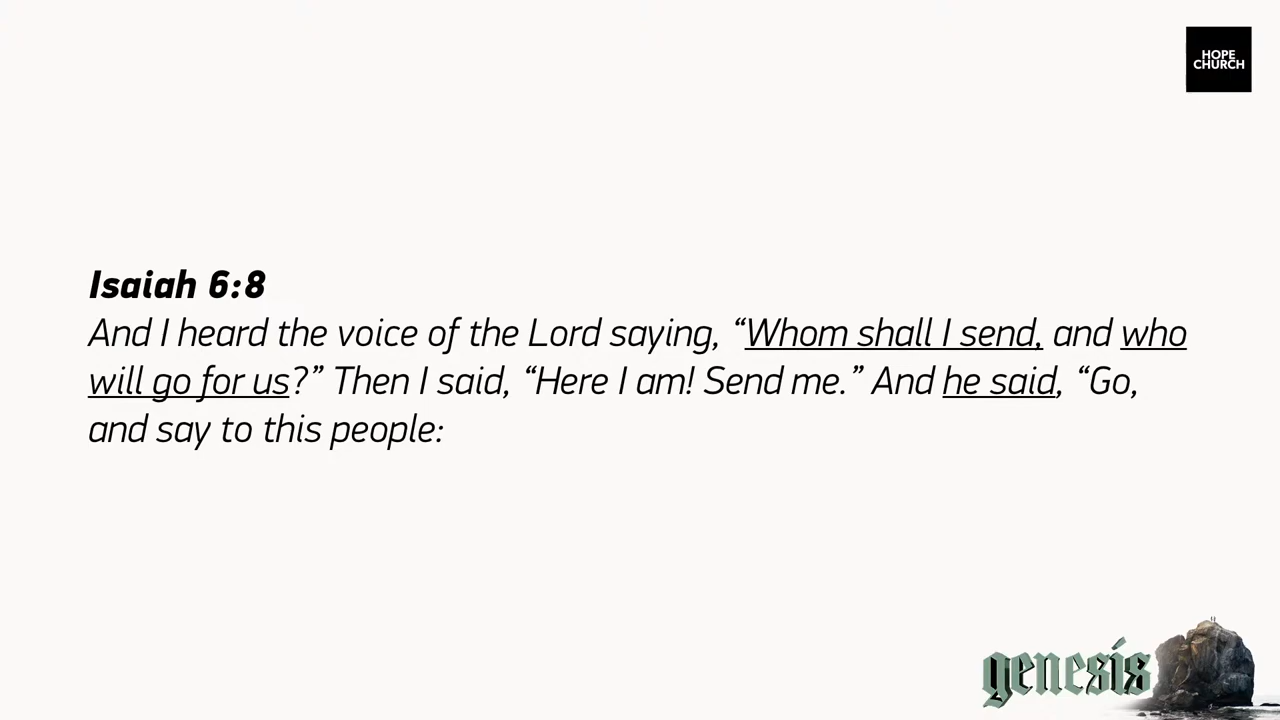 HOPE
CHURCH
Isaiah 6:8
And I heard the voice of the Lord saying, “Whom shall I send, and who
will go for us?” Then I said, “Here I am! Send me.” And he said, “Go,
and say to this people:
genesis